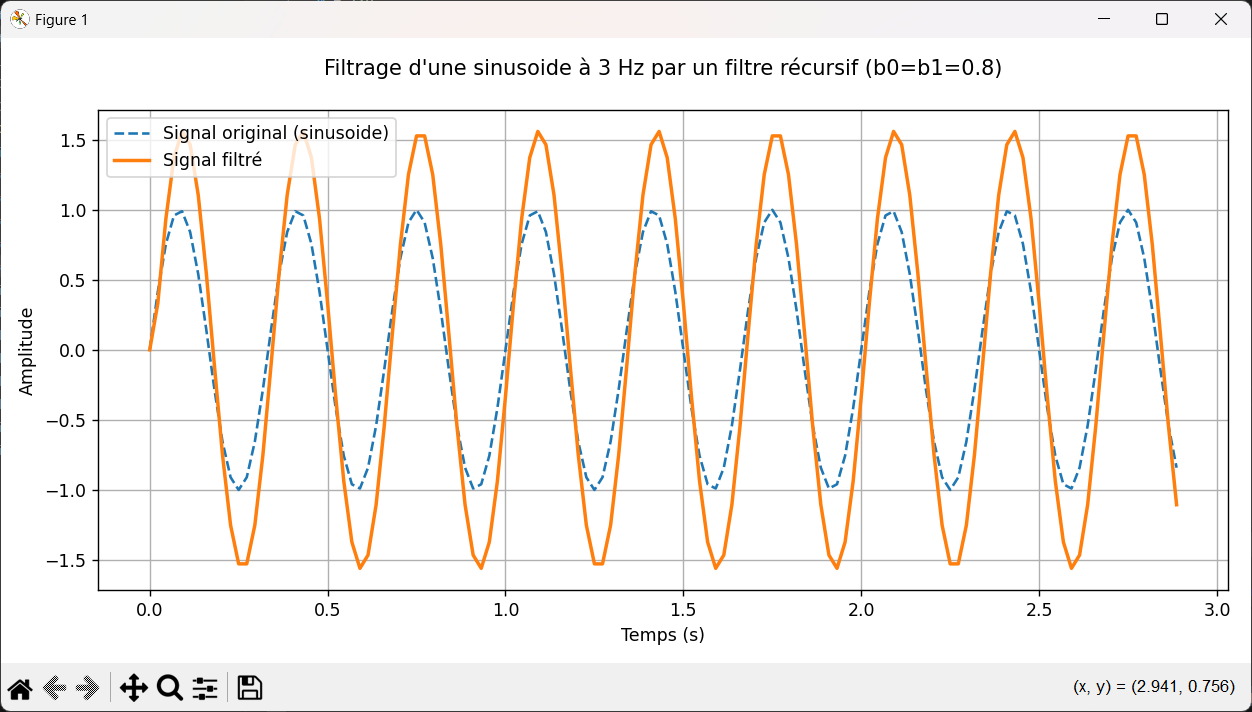 Figure 1
Filtrage d'une sinusoide à 3 Hz par un filtre récursif (b0=b1=0.8)
Signal original (sinusoide)
Signal filtré
1.5
1.0
0.5
0.0
−0.5
−1.0
−1.5
Amplitude
0.0 0.5 1.0 1.5 2.0 2.5 3.0
Temps (s)
(x, y) = (2.941, 0.756)